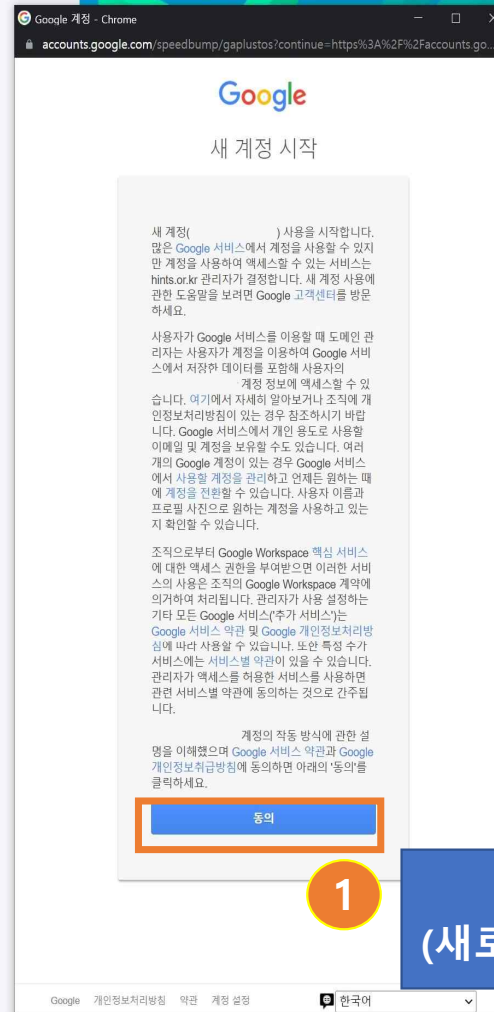 Google 계정 - Chrome
accounts.google.com/speedbump/gaplustos?continue=https%3A%2F%2Faccounts.go...
Google
새 계정 시작
새 계정( ) 사용을 시작합니다.
많은 Google 서비스에서 계정을 사용할 수 있지
만 계정을 사용하여 액세스할 수 있는 서비스는
hints.or.kr 관리자가 결정합니다. 새 계정 사용에
관한 도움말을 보려면 Google 고객센터를 방문
하세요.
사용자가 Google 서비스를 이용할 때 도메인 관
리자는 사용자가 계정을 이용하여 Google 서비
스에서 저장한 데이터를 포함해 사용자의
계정 정보에 액세스할 수 있
습니다. 여기에서 자세히 알아보거나 조직에 개
인정보처리방침이 있는 경우 참조하시기 바랍
니다. Google 서비스에서 개인 용도로 사용할
이메일 및 계정을 보유할 수도 있습니다. 여러
개의 Google 계정이 있는 경우 Google 서비스
에서 사용할 계정을 관리하고 언제든 원하는 때
에 계정을 전환할 수 있습니다. 사용자 이름과
프로필 사진으로 원하는 계정을 사용하고 있는
지 확인할 수 있습니다.
조직으로부터 Google Workspace 핵심 서비스
에 대한 액세스 권한을 부여받으면 이러한 서비
스의 사용은 조직의 Google Workspace 계약에
의거하여 처리됩니다. 관리자가 사용 설정하는
기타 모든 Google 서비스('추가 서비스')는
Google 서비스 약관 및 Google 개인정보처리방
침에 따라 사용할 수 있습니다. 또한 특정 추가
서비스에는 서비스별 약관이 있을 수 있습니다.
관리자가 액세스를 허용한 서비스를 사용하면
관련 서비스별 약관에 동의하는 것으로 간주됩
니다.
계정의 작동 방식에 관한 설
명을 이해했으며 Google 서비스 약관과 Google
개인정보취급방침에 동의하면 아래의 '동의'를
클릭하세요.
동의
1
(새로
Google 개인정보처리방침 약관 계정 설정 한국어